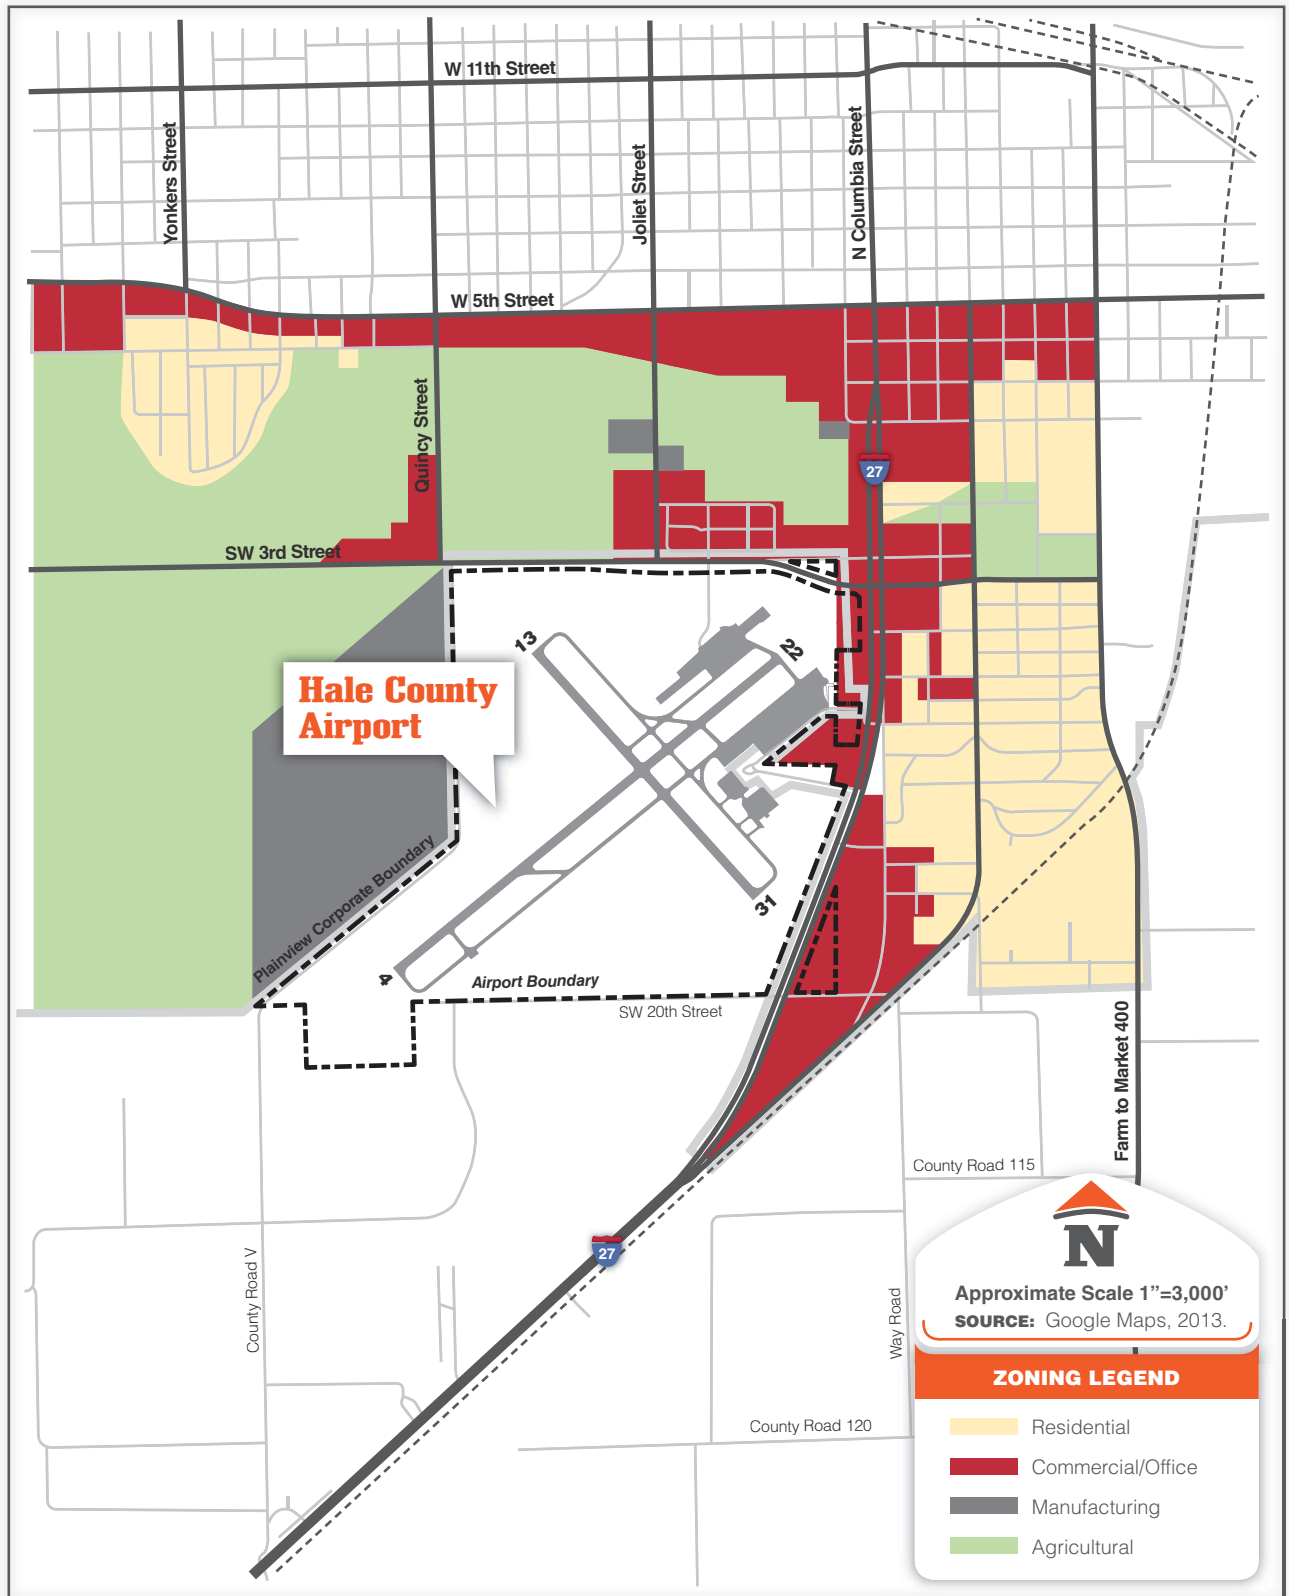 W 11th Street
Yonkers Street
Joliet Street
N Columbia Street
W 5th Street
Quincy Street
27
SW 3rd Street
13
22
Hale County
Airport
Plainview Corporate Boundary
31
4
Airport Boundary
SW 20th Street
Farm to Market 400
County Road 115
27
County Road V
Way Road
County Road 120
N
Approximate Scale 1”=3,000’
SOURCE: Google Maps, 2013.
ZONING LEGEND
Residential
Commercial/Office
Manufacturing
Agricultural